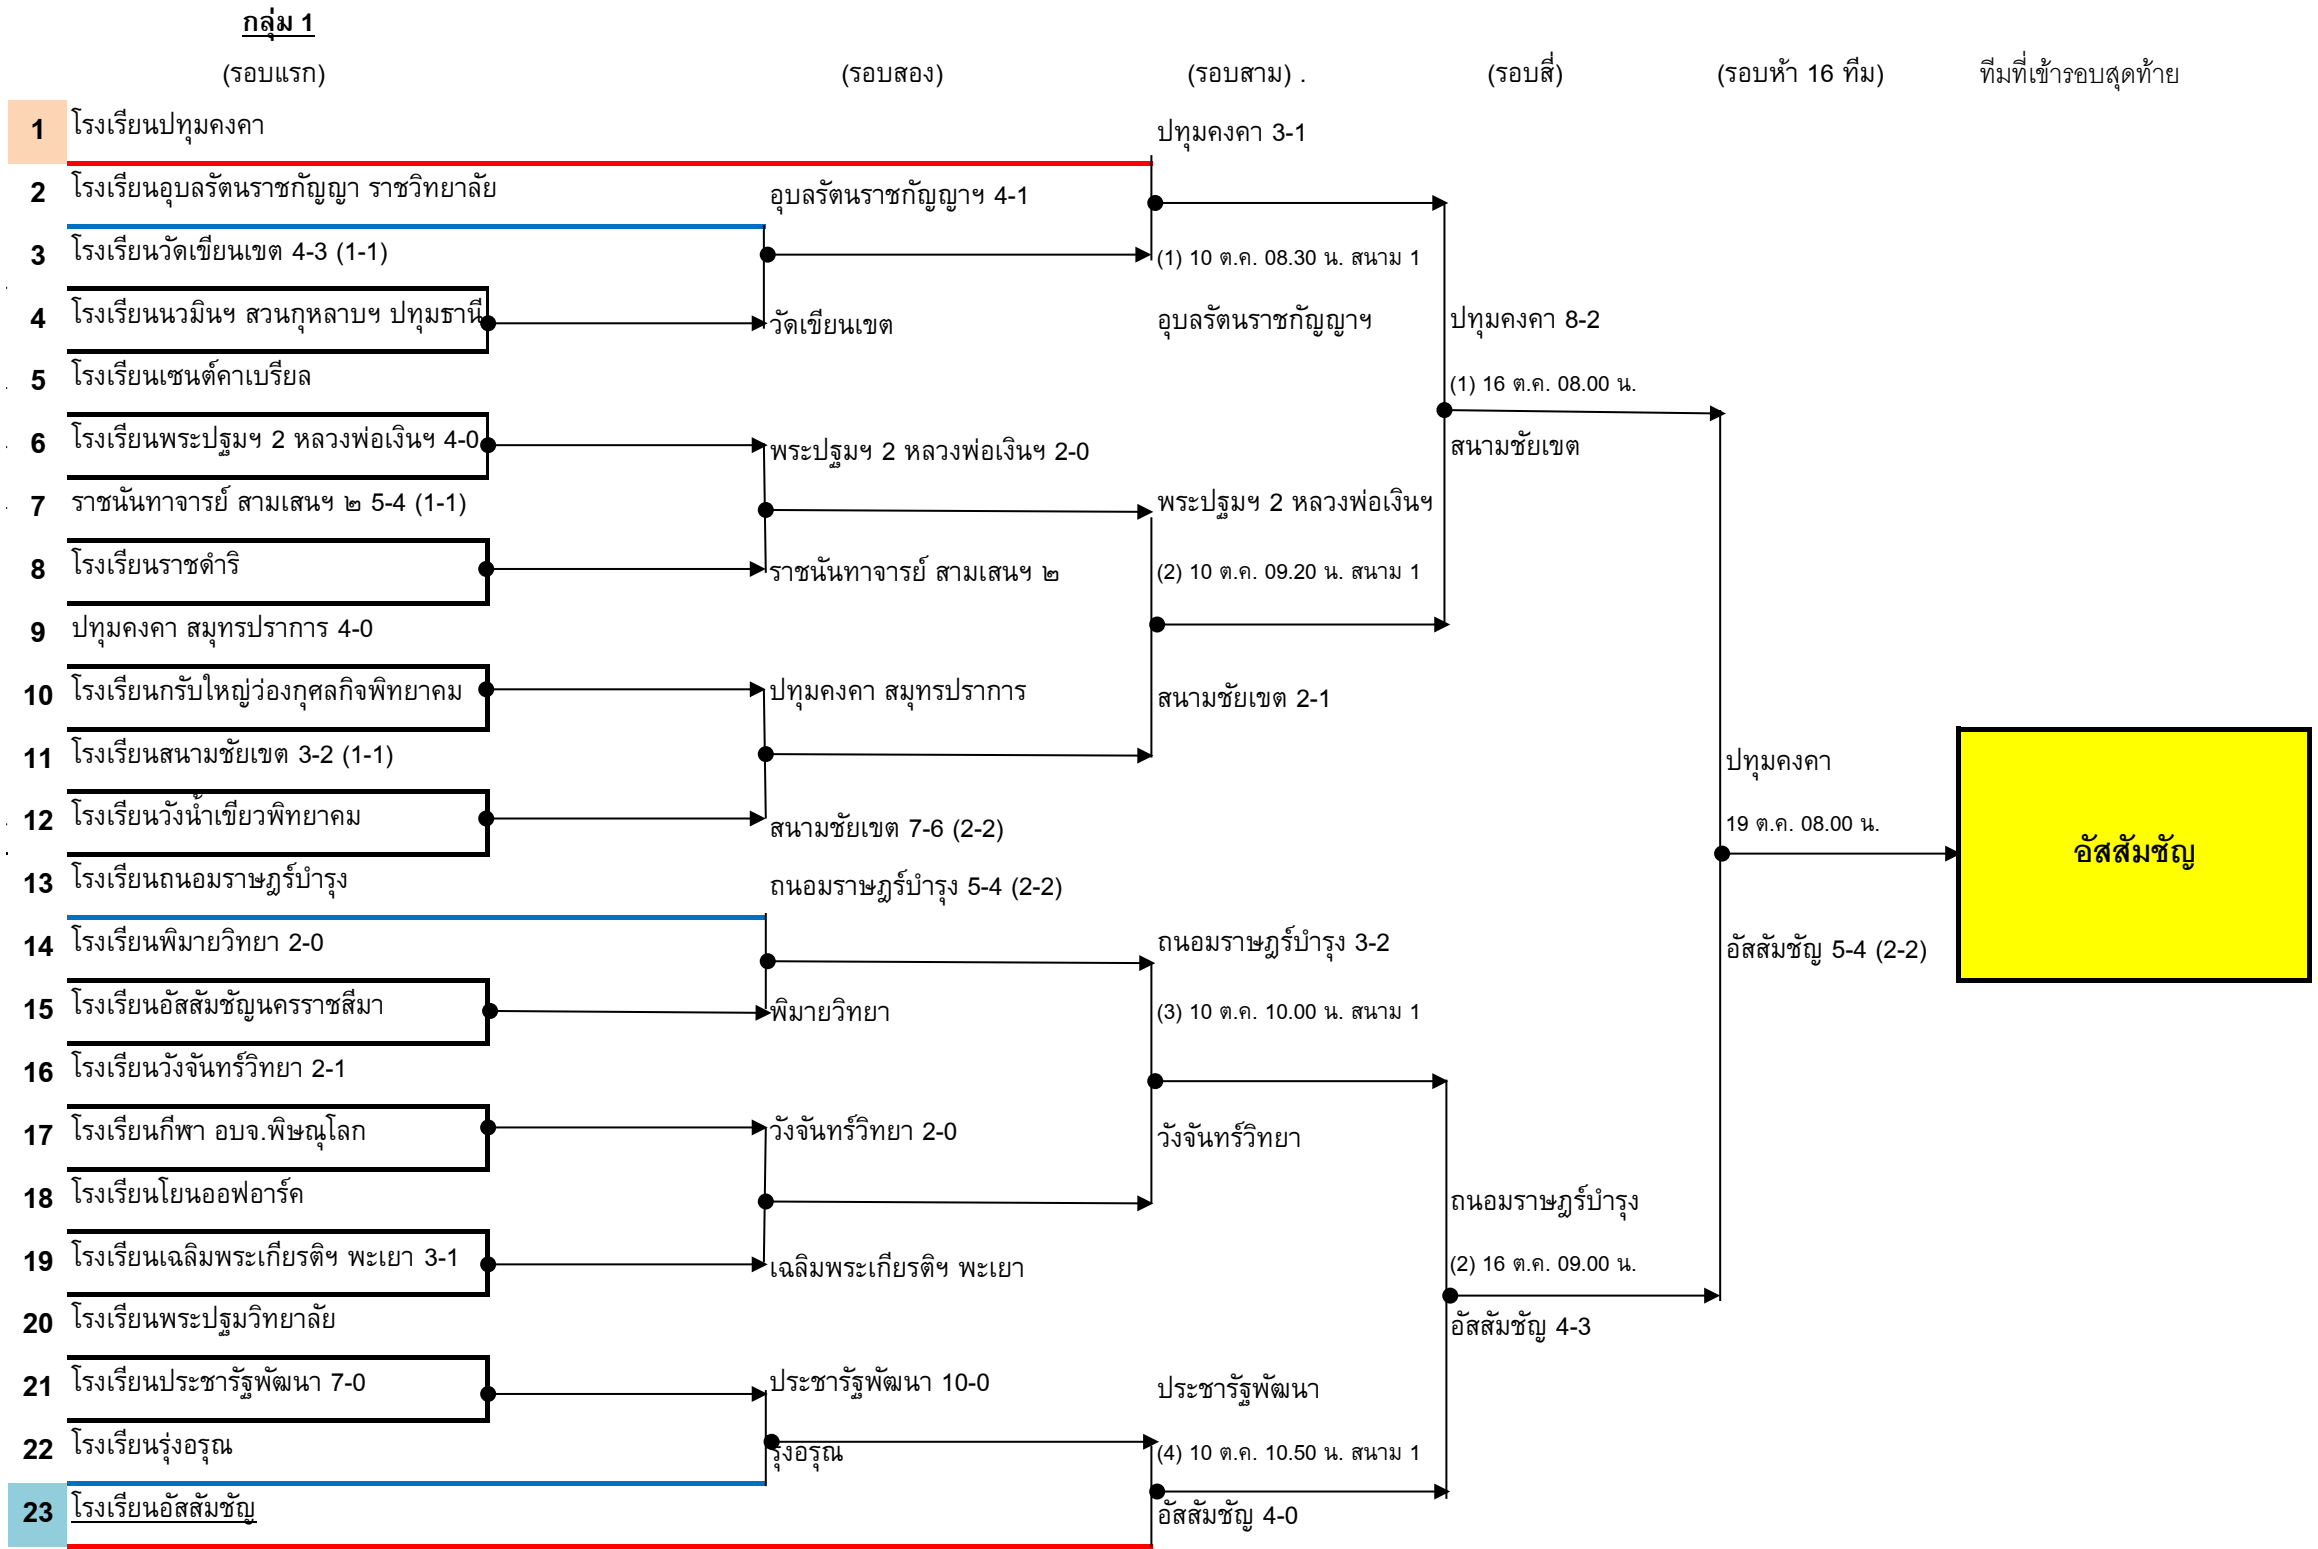 กลุ่ม 1
(รอบแรก) (รอบสอง) (รอบสาม) . (รอบสี่) (รอบห้า 16 ทีม) ทีมที่เข้ารอบสุดท้าย
1 โรงเรียนปทุมคงคา
ปทุมคงคา 3-1
2 โรงเรียนอุบลรัตนราชกัญญา ราชวิทยาลัย
อุบลรัตนราชกัญญาฯ 4-1
3 โรงเรียนวัดเขียนเขต 4-3 (1-1)
(1) 10 ต.ค. 08.30 น. สนาม 1
4 โรงเรียนนวมินฯ สวนกุหลาบฯ ปทุมธานี
วัดเขียนเขต
อุบลรัตนราชกัญญาฯ
ปทุมคงคา 8-2
5 โรงเรียนเซนต์คาเบรียล
(1) 16 ต.ค. 08.00 น.
6 โรงเรียนพระปฐมฯ 2 หลวงพ่อเงินฯ 4-0
พระปฐมฯ 2 หลวงพ่อเงินฯ 2-0
สนามชัยเขต
7 ราชนันทาจารย์ สามเสนฯ ๒ 5-4 (1-1)
พระปฐมฯ 2 หลวงพ่อเงินฯ
8 โรงเรียนราชดำริ
ราชนันทาจารย์ สามเสนฯ ๒
(2) 10 ต.ค. 09.20 น. สนาม 1
9 ปทุมคงคา สมุทรปราการ 4-0
10 โรงเรียนกรับใหญ่ว่องกุศลกิจพิทยาคม
ปทุมคงคา สมุทรปราการ
สนามชัยเขต 2-1
11 โรงเรียนสนามชัยเขต 3-2 (1-1)
ปทุมคงคา
12 โรงเรียนวังน้ำเขียวพิทยาคม
สนามชัยเขต 7-6 (2-2)
19 ต.ค. 08.00 น.
อัสสัมชัญ
13 โรงเรียนถนอมราษฎร์บำรุง
ถนอมราษฎร์บำรุง 5-4 (2-2)
14 โรงเรียนพิมายวิทยา 2-0
ถนอมราษฎร์บำรุง 3-2
อัสสัมชัญ 5-4 (2-2)
15 โรงเรียนอัสสัมชัญนครราชสีมา
พิมายวิทยา
(3) 10 ต.ค. 10.00 น. สนาม 1
16 โรงเรียนวังจันทร์วิทยา 2-1
17 โรงเรียนกีฬา อบจ.พิษณุโลก
วังจันทร์วิทยา 2-0
วังจันทร์วิทยา
18 โรงเรียนโยนออฟอาร์ค
ถนอมราษฎร์บำรุง
19 โรงเรียนเฉลิมพระเกียรติฯ พะเยา 3-1
เฉลิมพระเกียรติฯ พะเยา
(2) 16 ต.ค. 09.00 น.
20 โรงเรียนพระปฐมวิทยาลัย
อัสสัมชัญ 4-3
21 โรงเรียนประชารัฐพัฒนา 7-0
ประชารัฐพัฒนา 10-0
ประชารัฐพัฒนา
22 โรงเรียนรุ่งอรุณ
รุ่งอรุณ
(4) 10 ต.ค. 10.50 น. สนาม 1
23 โรงเรียนอัสสัมชัญ
อัสสัมชัญ 4-0